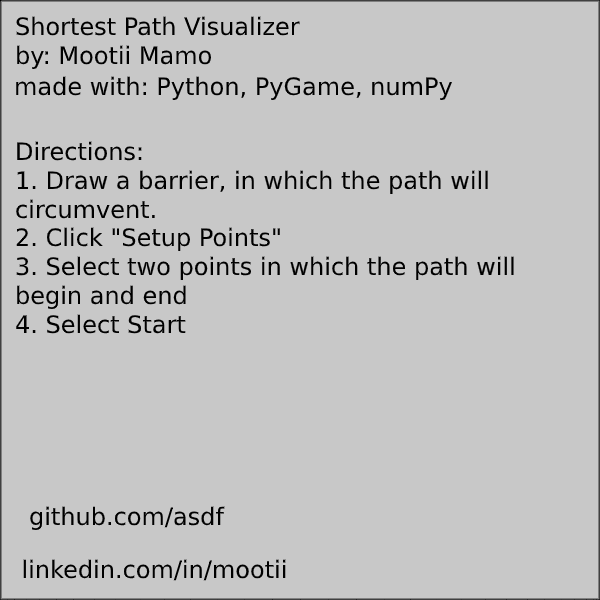 Shortest Path Visualizer
by: Mootii Mamo
made with: Python, PyGame, numPy
Directions:
1. Draw a barrier, in which the path will
circumvent.
2. Click "Setup Points"
3. Select two points in which the path will
begin and end
4. Select Start
github.com/asdf
linkedin.com/in/mootii